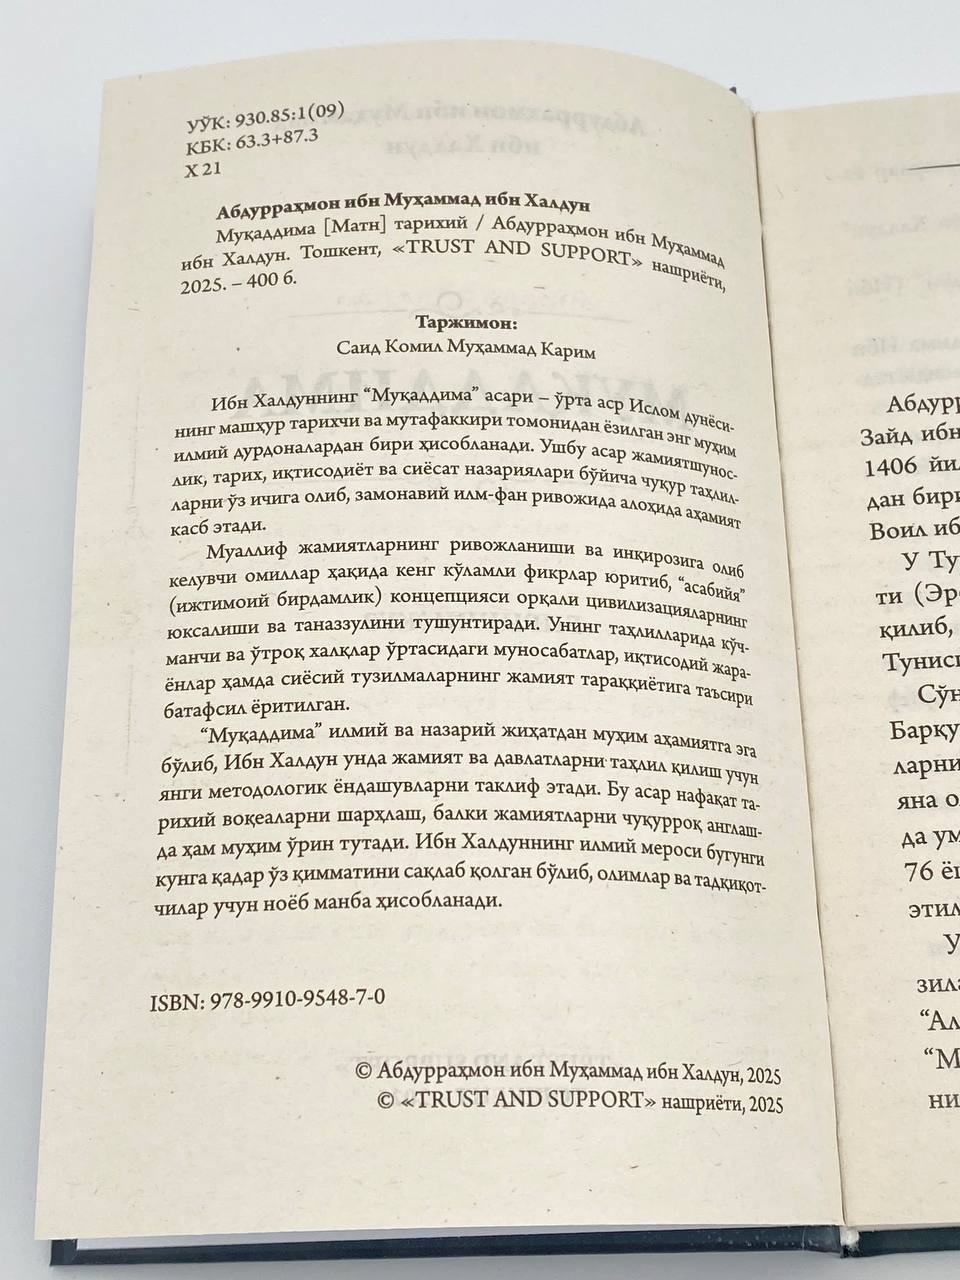 УЎК: 930.85:1(09)
КБК: 63.3+87.3
Х 21
Абдурраҳмон ибн Муҳаммад ибн Халдун
Муқаддима [Матн] тарихий / Абдурраҳмон ибн Муҳаммад
ибн Халдун. Тошкент, «TRUST AND SUPPORT» нашриёти,
2025. – 400 б.
Таржимон:
Саид Комил Муҳаммад Карим
Ибн Халдуннинг “Муқаддима” асари – ўрта аср Ислом дунёси-
нинг машҳур тарихчи ва мутафаккири томонидан ёзилган энг муҳим
илмий дурдоналардан бири ҳисобланади. Ушбу асар жамиятшунос-
лик, тарих, иқтисодиёт ва сиёсат назариялари бўйича чуқур таҳлил-
ларни ўз ичига олиб, замонавий илм-фан ривожида алоҳида аҳамият
касб этади.
Муаллиф жамиятларнинг ривожланиши ва инқирозига олиб
келувчи омиллар ҳақида кенг кўламли фикрлар юритиб, “асабийя”
(ижтимоий бирдамлик) концепцияси орқали цивилизацияларнинг
юксалиши ва таназзулини тушунтиради. Унинг таҳлилларида кўч-
манчи ва ўтроқ халқлар ўртасидаги муносабатлар, иқтисодий жара-
ёнлар ҳамда сиёсий тузилмаларнинг жамият тараққиётига таъсири
батафсил ёритилган.
“Муқаддима” илмий ва назарий жиҳатдан муҳим аҳамиятга эга
бўлиб, Ибн Халдун унда жамият ва давлатларни таҳлил қилиш учун
янги методологик ёндашувларни таклиф этади. Бу асар нафақат та-
рихий воқеаларни шарҳлаш, балки жамиятларни чуқурроқ англаш-
да ҳам муҳим ўрин тутади. Ибн Халдуннинг илмий мероси бугунги
кунга қадар ўз қимматини сақлаб қолган бўлиб, олимлар ва тадқиқот-
чилар учун ноёб манба ҳисобланади.
ISBN: 978-9910-9548-7-0
© Абдурраҳмон ибн Муҳаммад ибн Халдун, 2025
© «TRUST AND SUPPORT» нашриёти, 2025
Зайд ибн
1406
дан
Воил
У
ти
қилиб,
яна
да
76
У